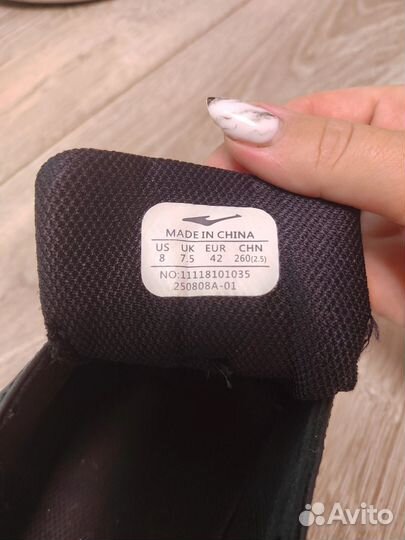 MADE IN CHINA
US UK EUR CHN
8 7.5 42 260(2.5)
NO:11118101035
250808A-01
Avito